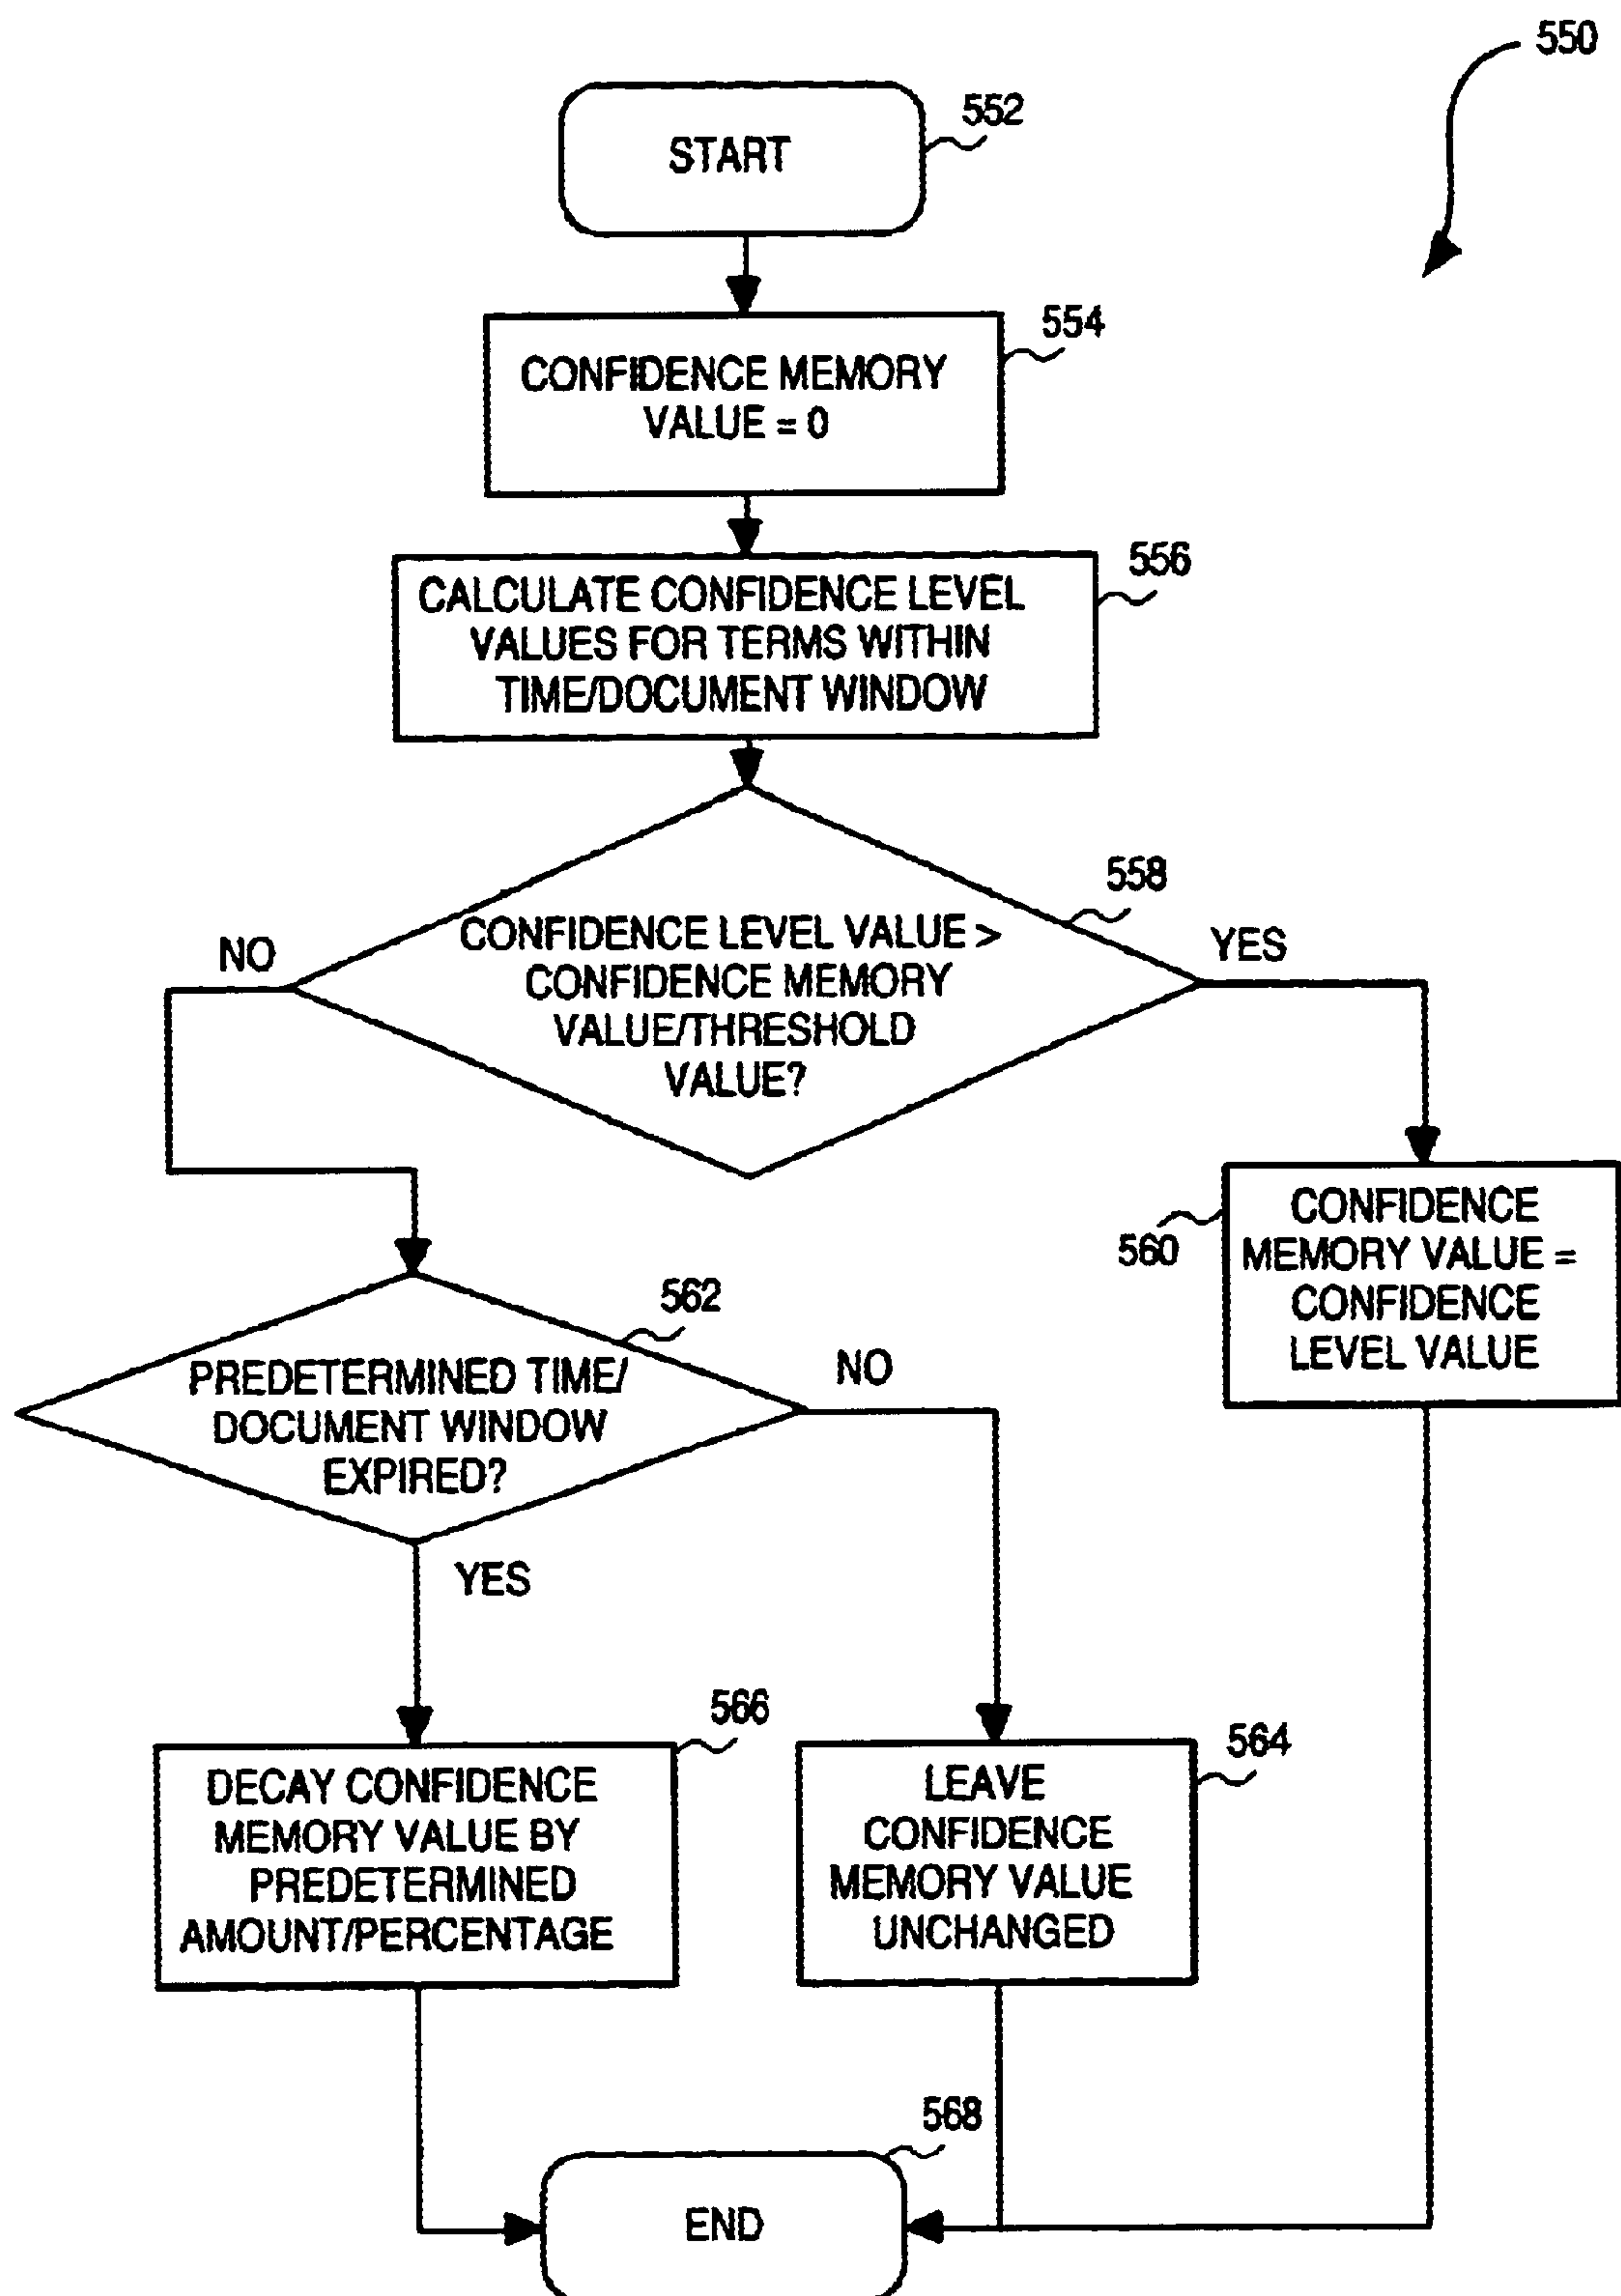 550
START
552
CONFIDENCE MEMORY
VALUE = 0
554
CALCULATE CONFIDENCE LEVEL
VALUES FOR TERMS WITHIN
TIME/DOCUMENT WINDOW
556
CONFIDENCE LEVEL VALUE >
CONFIDENCE MEMORY
VALUE/THRESHOLD
VALUE?
558
NO
YES
CONFIDENCE
MEMORY VALUE =
CONFIDENCE
LEVEL VALUE
560
PREDETERMINED TIME/
DOCUMENT WINDOW
EXPIRED?
562
NO
YES
DECAY CONFIDENCE
MEMORY VALUE BY
PREDETERMINED
AMOUNT/PERCENTAGE
566
LEAVE
CONFIDENCE
MEMORY VALUE
UNCHANGED
564
568
END